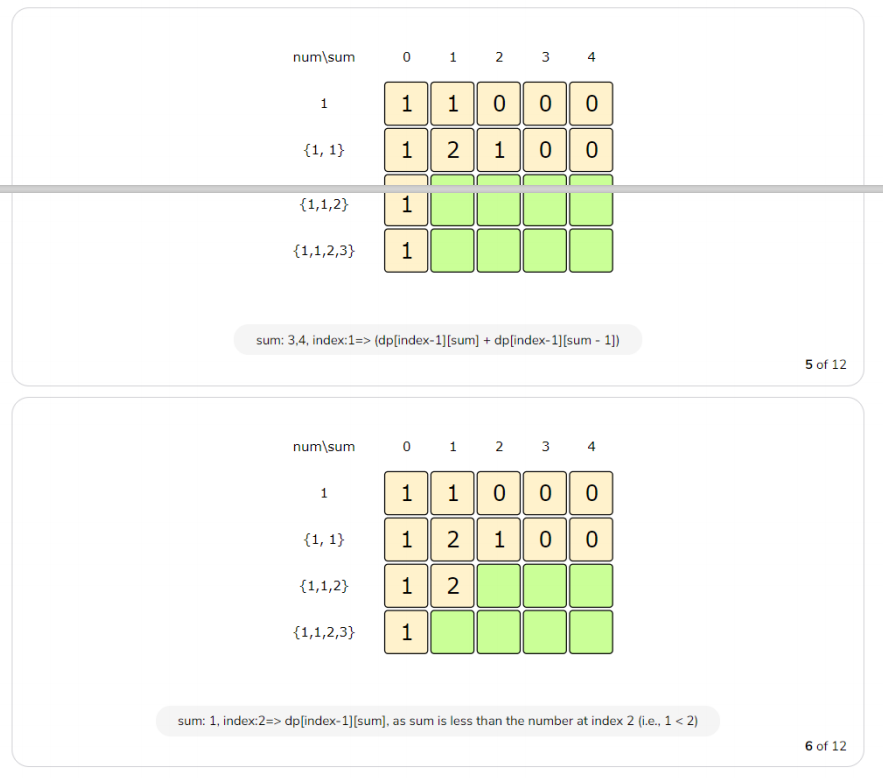 num\sum 0 1 2 3 4
1 1 1 0 0 0
{1, 1} 1 2 1 0 0
{1,1,2} 1
{1,1,2,3} 1
sum: 3,4, index:1=> (dp[index-1][sum] + dp[index-1][sum - 1])
5 of 12
num\sum 0 1 2 3 4
1 1 1 0 0 0
{1, 1} 1 2 1 0 0
{1,1,2} 1 2
{1,1,2,3} 1
sum: 1, index:2=> dp[index-1][sum], as sum is less than the number at index 2 (i.e., 1 < 2)
6 of 12